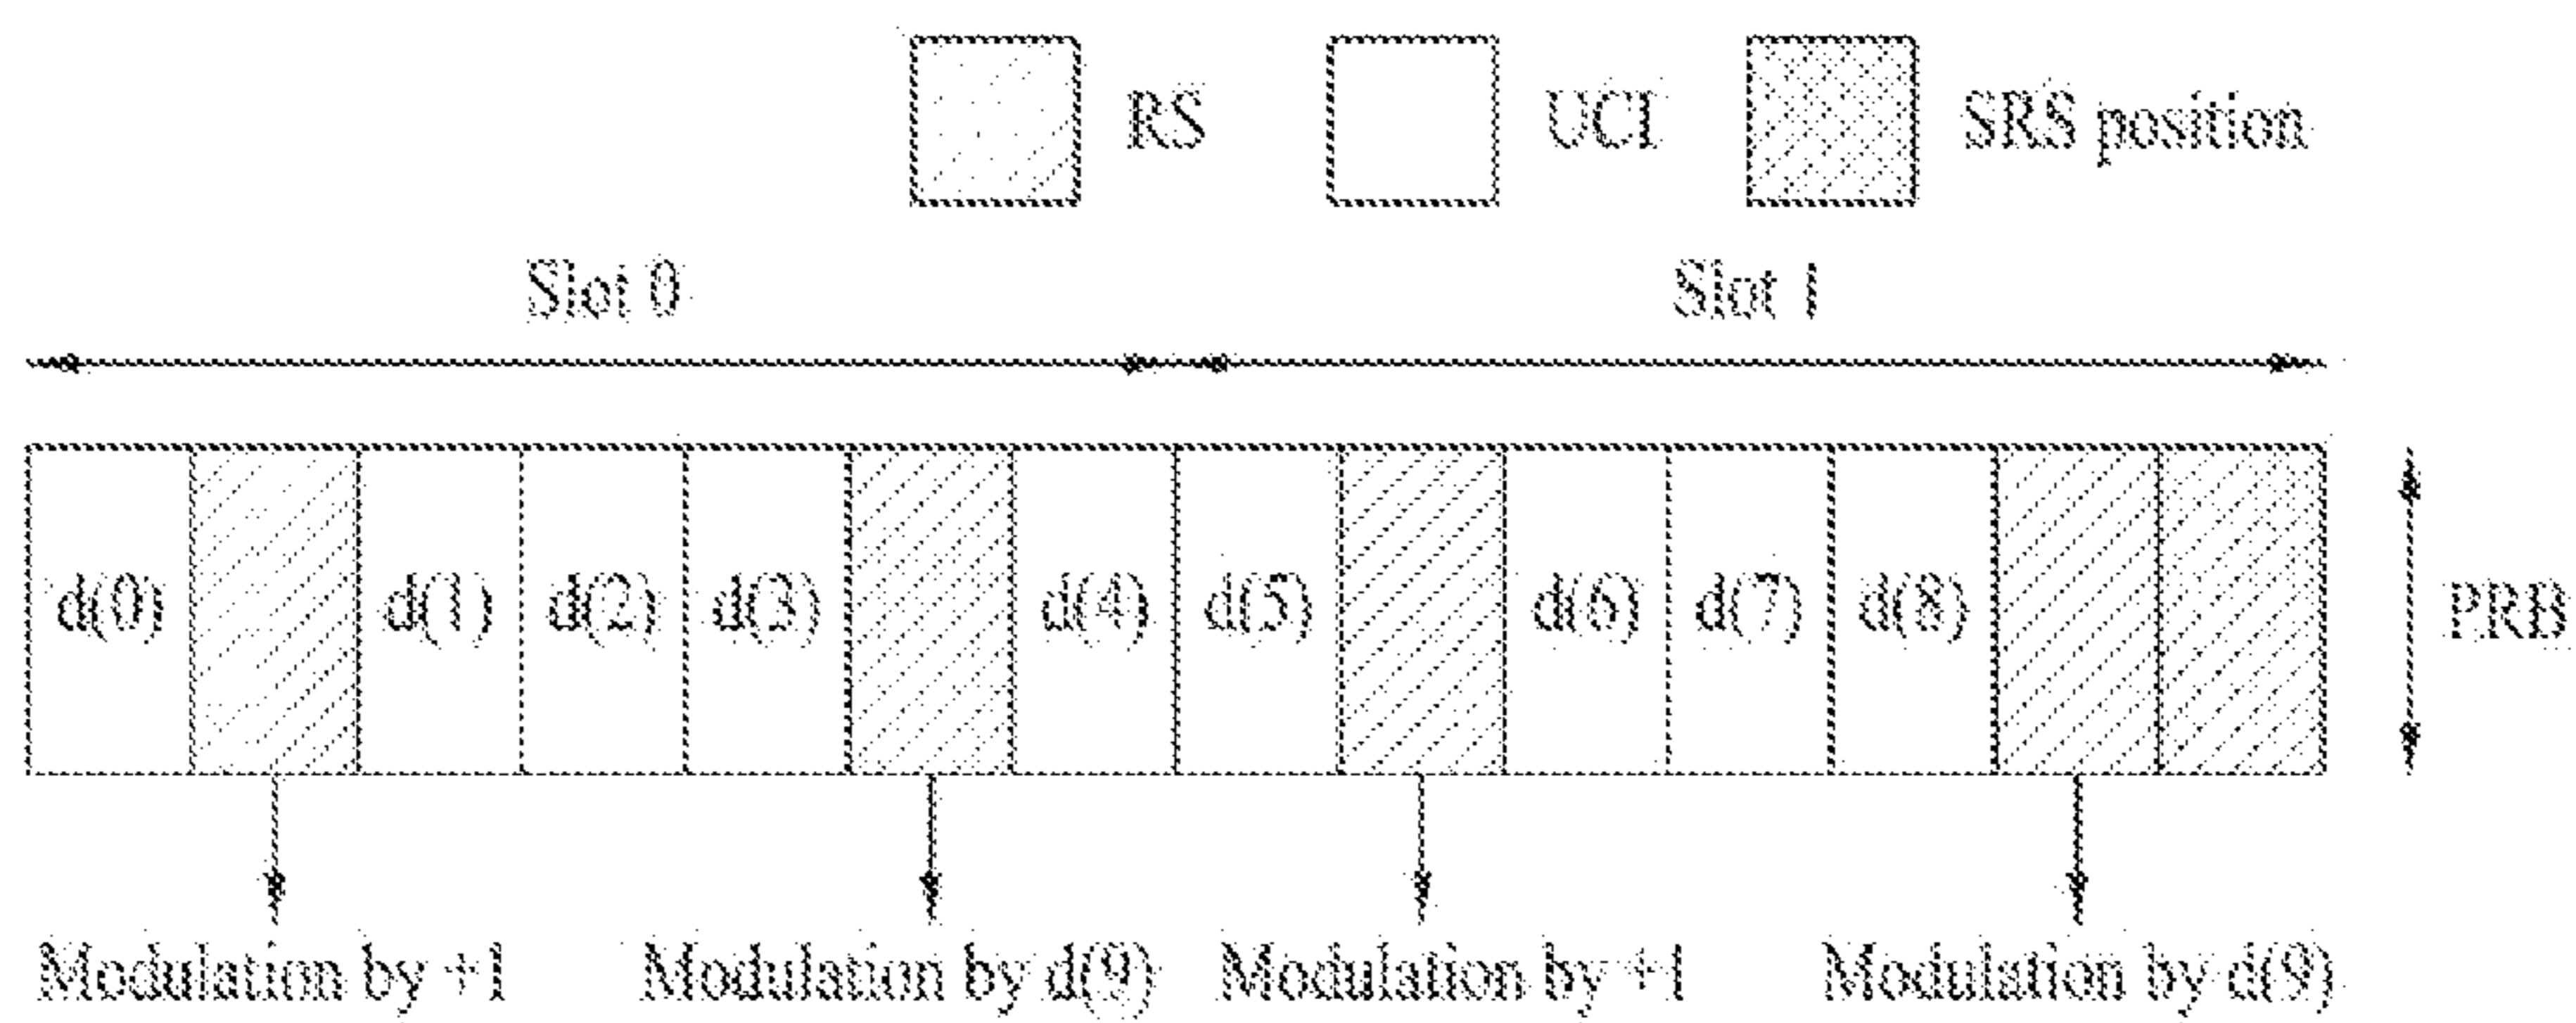 RS UCI SRS position
Slot 0 Slot 1
d(0) d(1) d(2) d(3) d(4) d(5) d(6) d(7) d(8) PRB
Modulation by +1 Modulation by d(9) Modulation by +1 Modulation by d(9)